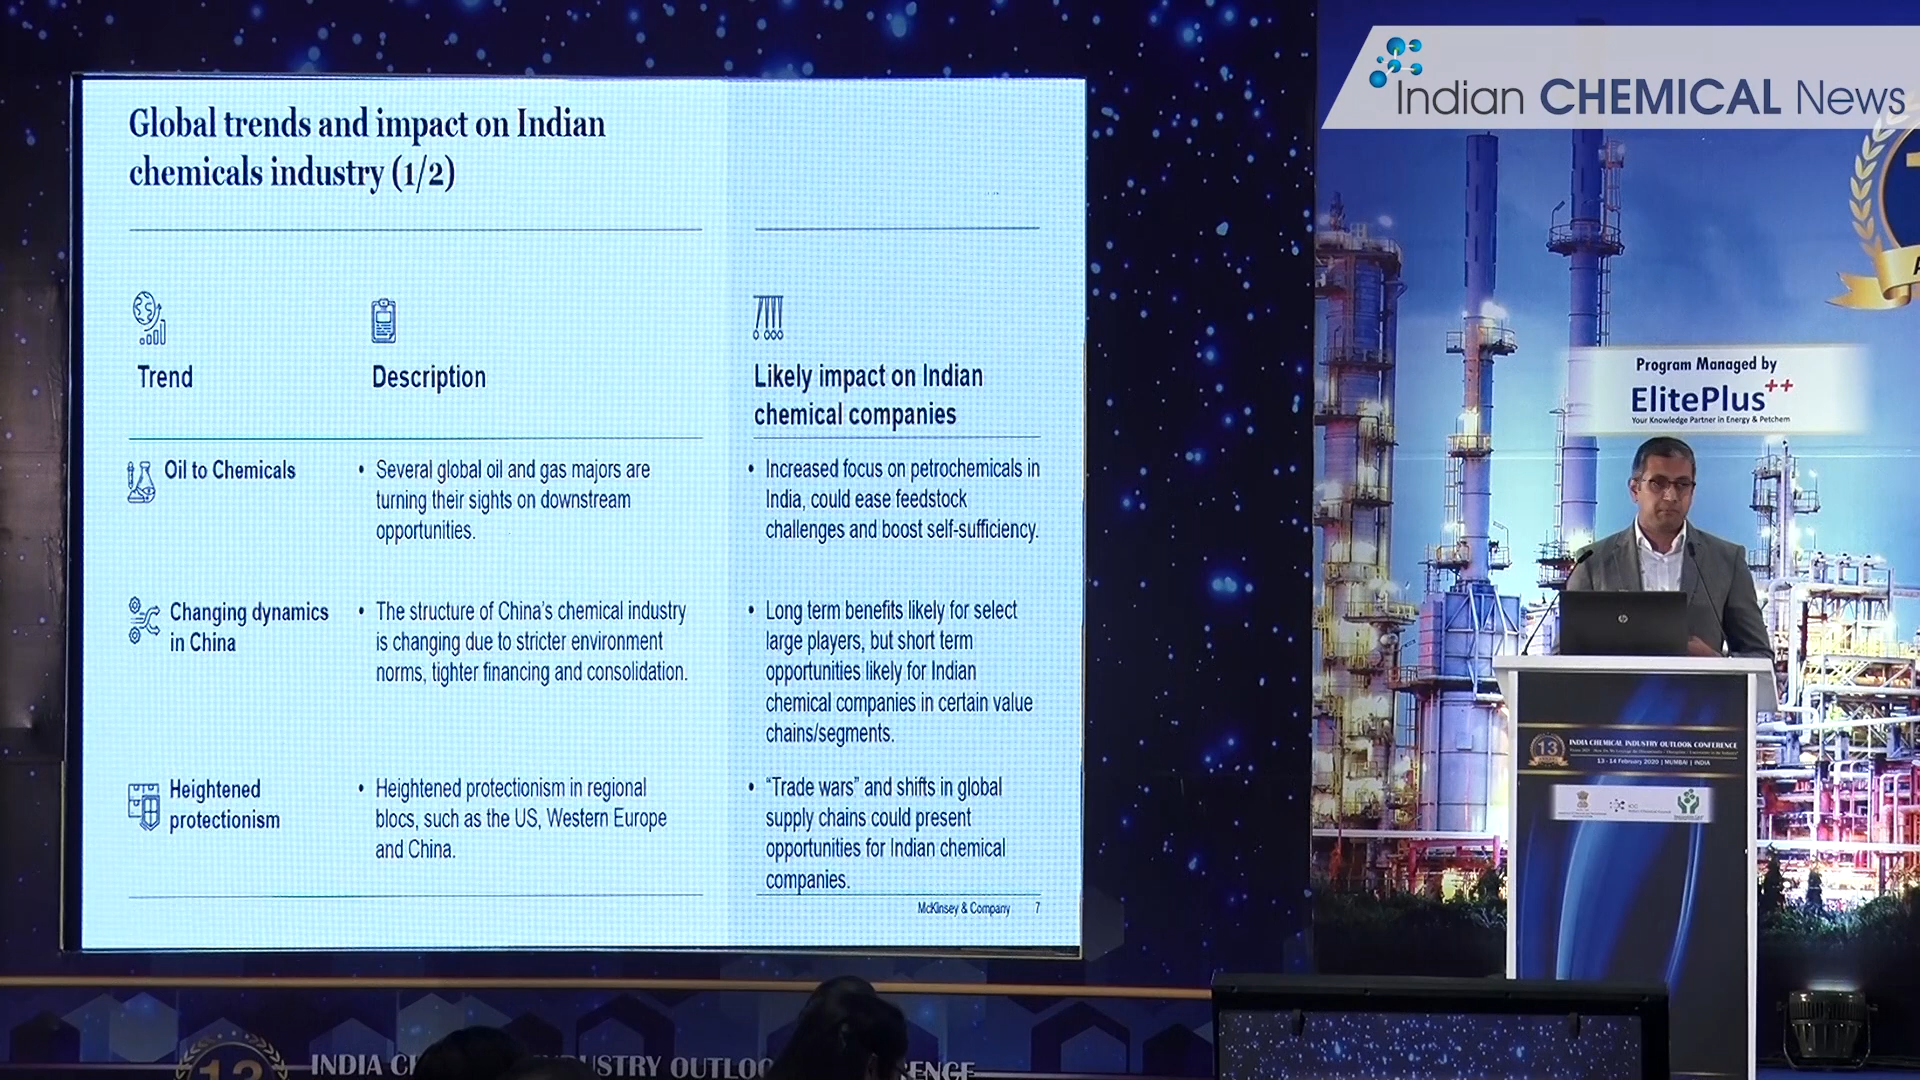 Global trends and impact on Indian
chemicals industry (1/2)
Trend
Description
Likely impact on Indian
chemical companies
Oil to Chemicals
• Several global oil and gas majors are
turning their sights on downstream
opportunities.
• Increased focus on petrochemicals in
India, could ease feedstock
challenges and boost self-sufficiency.
Changing dynamics
in China
• The structure of China's chemical industry
is changing due to stricter environment
norms, tighter financing and consolidation.
• Long term benefits likely for select
large players, but short term
opportunities likely for Indian
chemical companies in certain value
chains/segments.
Heightened
protectionism
• Heightened protectionism in regional
blocs, such as the US, Western Europe
and China.
• “Trade wars” and shifts in global
supply chains could present
opportunities for Indian chemical
companies.
McKinsey & Company 7
Indian CHEMICAL News
Program Managed by
ElitePlus++
Your Knowledge Partner in Energy & Petchem
hp
13
INDIA CHEMICAL INDUSTRY OUTLOOK CONFERENCE
13 - 14 February 2020 | MUMBAI | INDIA
ICC
13
INDIA